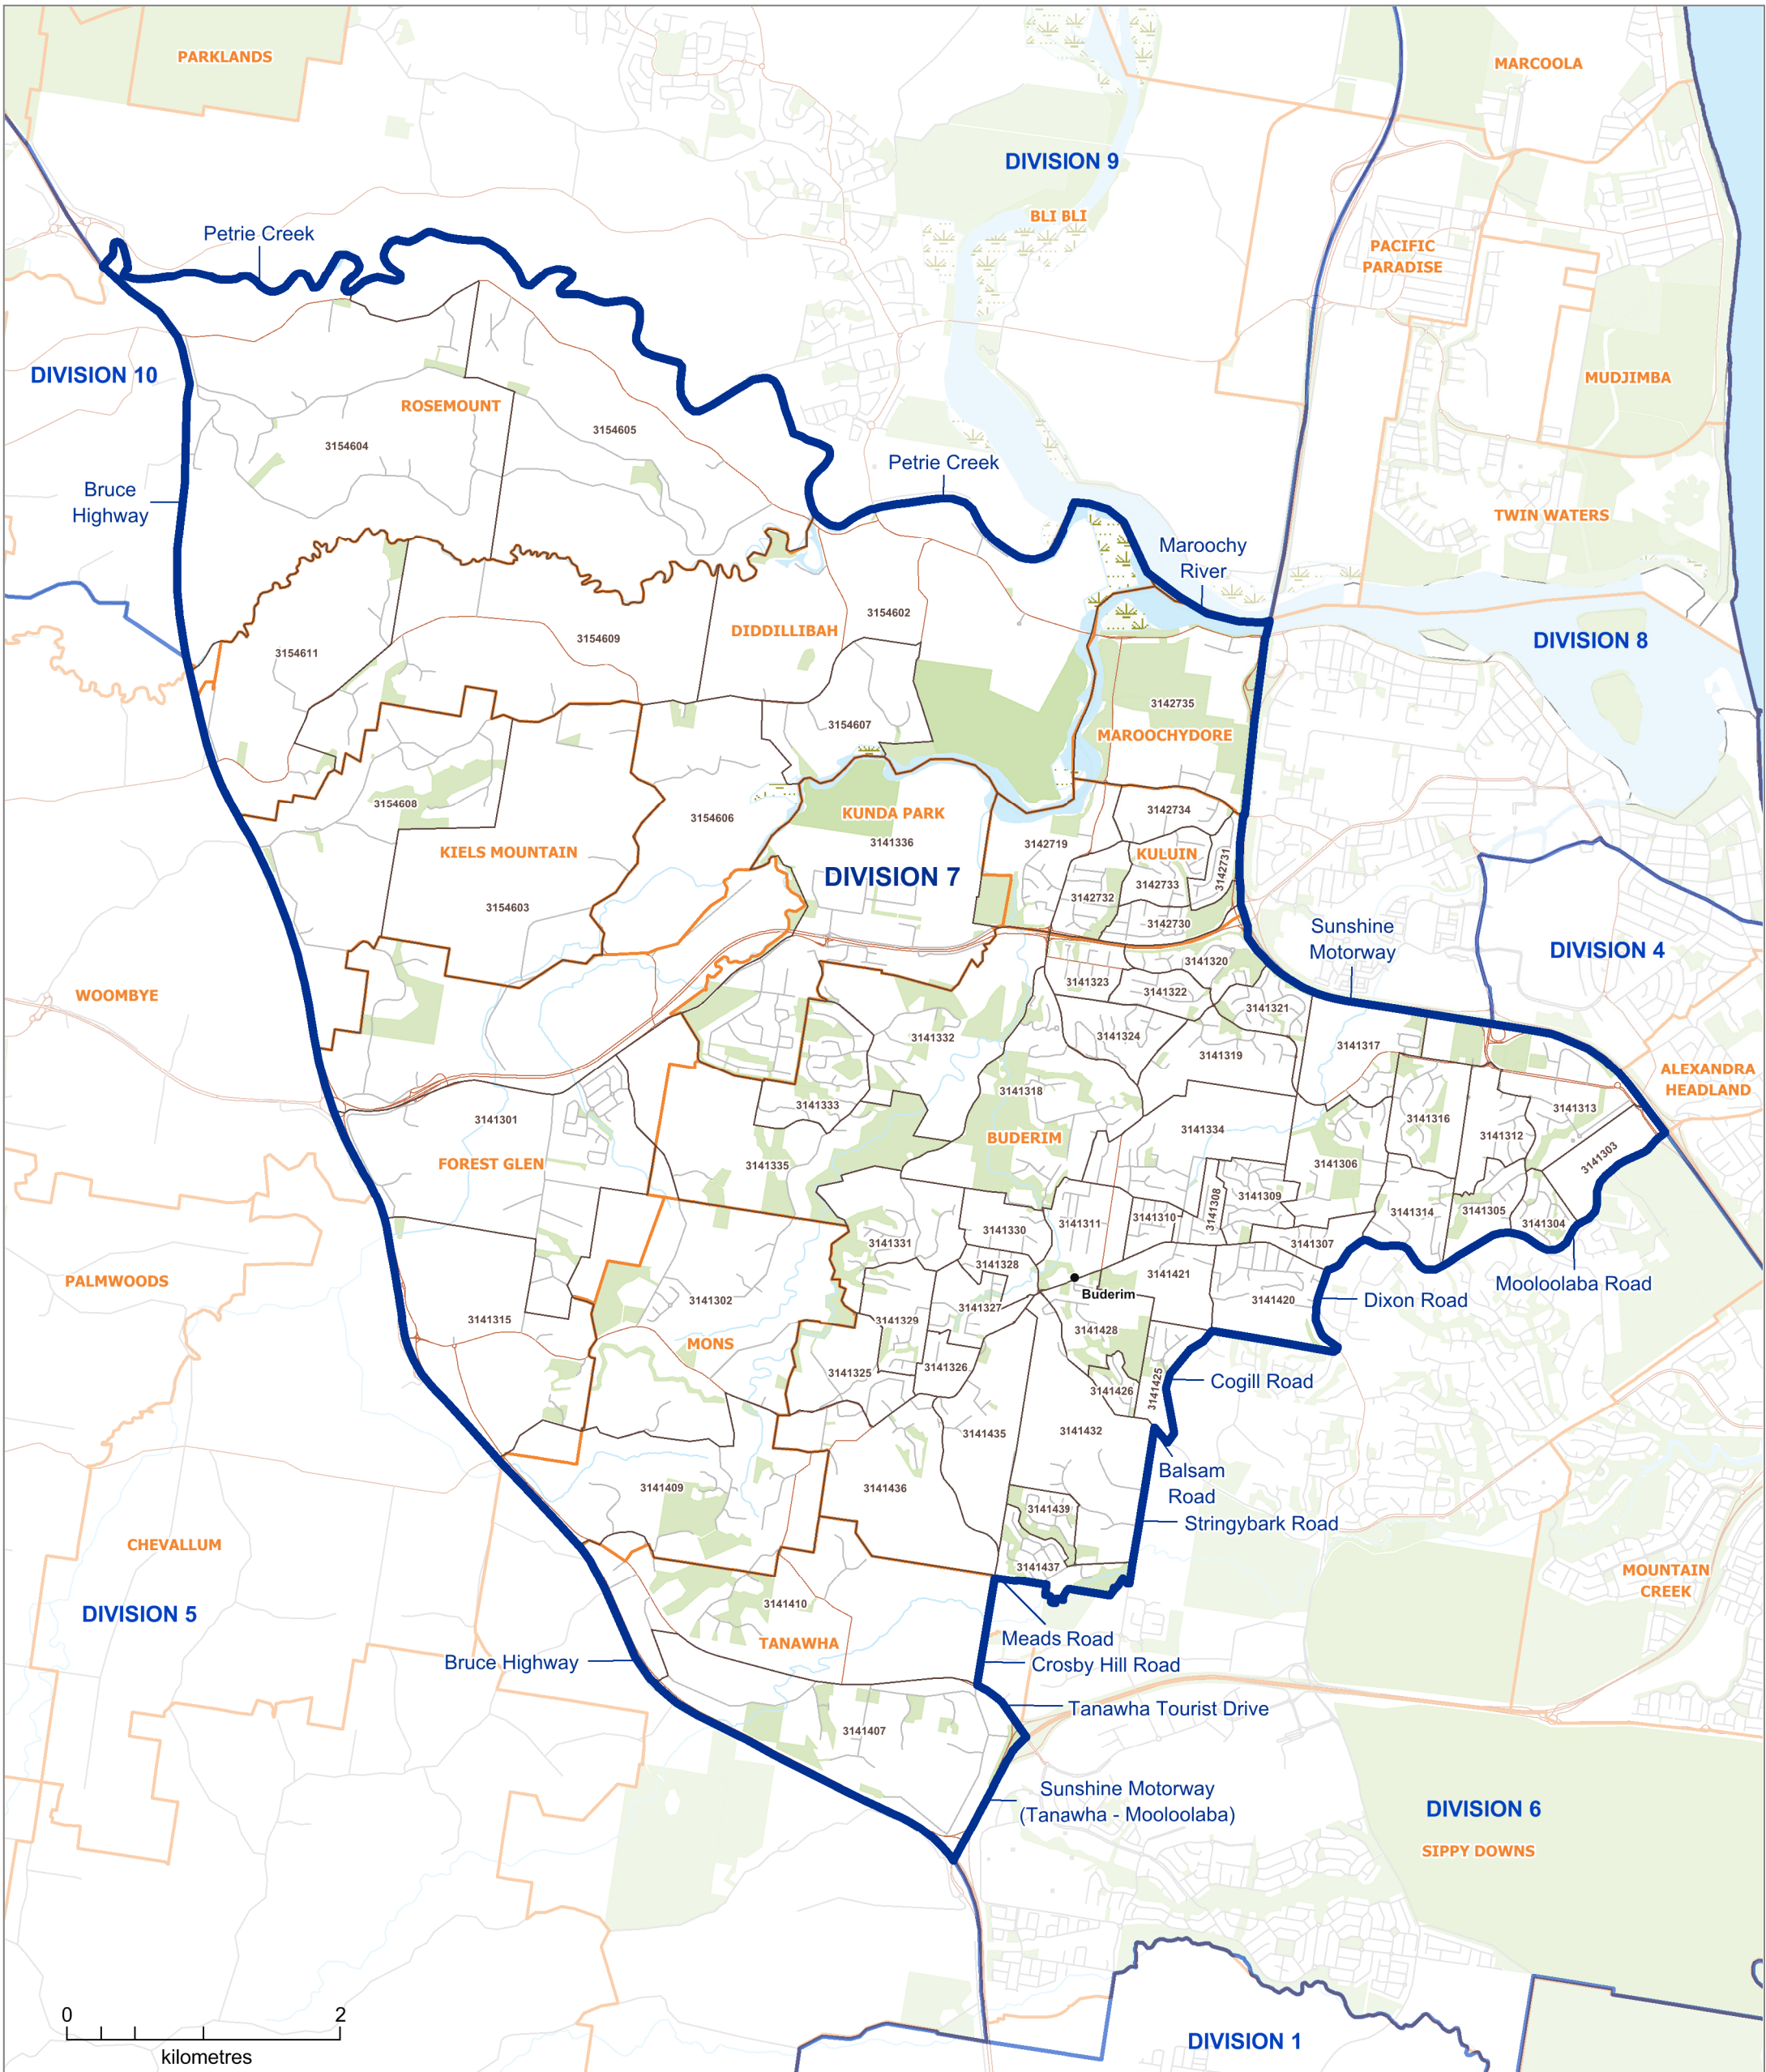 PARKLANDS
MARCOOLA
DIVISION 9
BLI BLI
Petrie Creek
PACIFIC
PARADISE
DIVISION 10
MUDJIMBA
ROSEMOUNT
3154605
3154604
Petrie Creek
Bruce
Highway
TWIN WATERS
Maroochy
River
3154602
DIDDILLIBAH
3154609
DIVISION 8
3154611
3142735
3154607
MAROOCHYDORE
3154608
3142734
KUNDA PARK
3154606
3141336
3142719
KULUIN
KIELS MOUNTAIN
3142731
DIVISION 7
3142733
3142732
3154603
3142730
Sunshine
Motorway
DIVISION 4
3141320
3141323
3141322
WOOMBYE
3141321
3141332
3141324
3141317
3141319
ALEXANDRA
HEADLAND
3141318
3141333
3141313
3141316
3141301
3141334
3141312
BUDERIM
3141303
FOREST GLEN
3141335
3141306
3141309
3141308
3141314
3141305
3141304
3141310
3141311
3141330
3141331
3141307
3141328
3141421
PALMWOODS
Mooloolaba Road
Buderim
3141302
3141420
Dixon Road
3141327
3141315
3141329
3141428
MONS
3141326
3141325
3141426
3141425
Cogill Road
3141435
3141432
Balsam
Road
3141409
3141436
3141439
Stringybark Road
CHEVALLUM
3141437
MOUNTAIN
CREEK
3141410
DIVISION 5
TANAWHA
Meads Road
Bruce Highway
Crosby Hill Road
Tanawha Tourist Drive
3141407
Sunshine Motorway
(Tanawha - Mooloolaba)
DIVISION 6
SIPPY DOWNS
0
2
kilometres
DIVISION 1